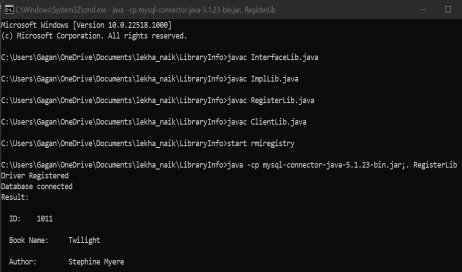 C:\Windows\System32\cmd.exe - java -cp mysql-connector-java-5.1.23-bin.jar;. RegisterLib
Microsoft Windows [Version 10.0.22518.1000]
(c) Microsoft Corporation. All rights reserved.
C:\Users\Gagan\OneDrive\Documents\lekha_naik\LibraryInfo>javac InterfaceLib.java
C:\Users\Gagan\OneDrive\Documents\lekha_naik\LibraryInfo>javac ImplLib.java
C:\Users\Gagan\OneDrive\Documents\lekha_naik\LibraryInfo>javac RegisterLib.java
C:\Users\Gagan\OneDrive\Documents\lekha_naik\LibraryInfo>javac ClientLib.java
C:\Users\Gagan\OneDrive\Documents\lekha_naik\LibraryInfo>start rmiregistry
C:\Users\Gagan\OneDrive\Documents\lekha_naik\LibraryInfo>java -cp mysql-connector-java-5.1.23-bin.jar;. RegisterLib
Driver Registered
Database connected
Result:
ID: 1011
Book Name: Twilight
Author: Stephine Myere